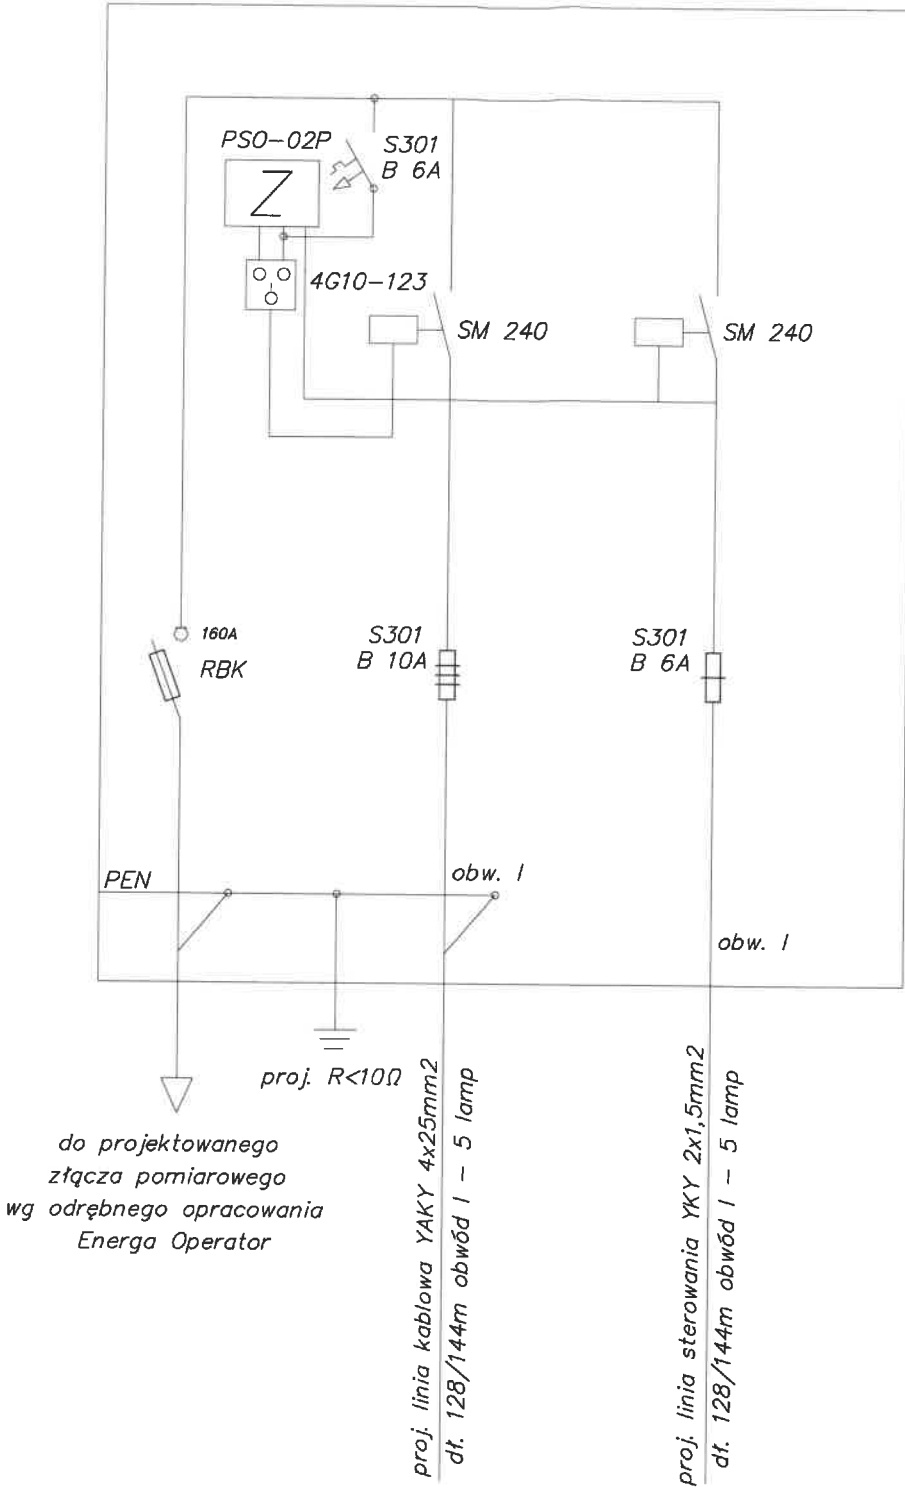 PSO-02P
S301
B 6A
Z
4G10-123
SM 240
SM 240
160A
RBK
S301
B 10A
S301
B 6A
PEN
obw. I
obw. I
proj. R<10Ω
do projektowanego
złącza pomiarowego
wg odrębnego opracowania
Energa Operator
proj. linia kablowa YAKY 4x25mm2
dł. 128/144m obwód I - 5 lamp
proj. linia sterowania YKY 2x1,5mm2
dł. 128/144m obwód I - 5 lamp